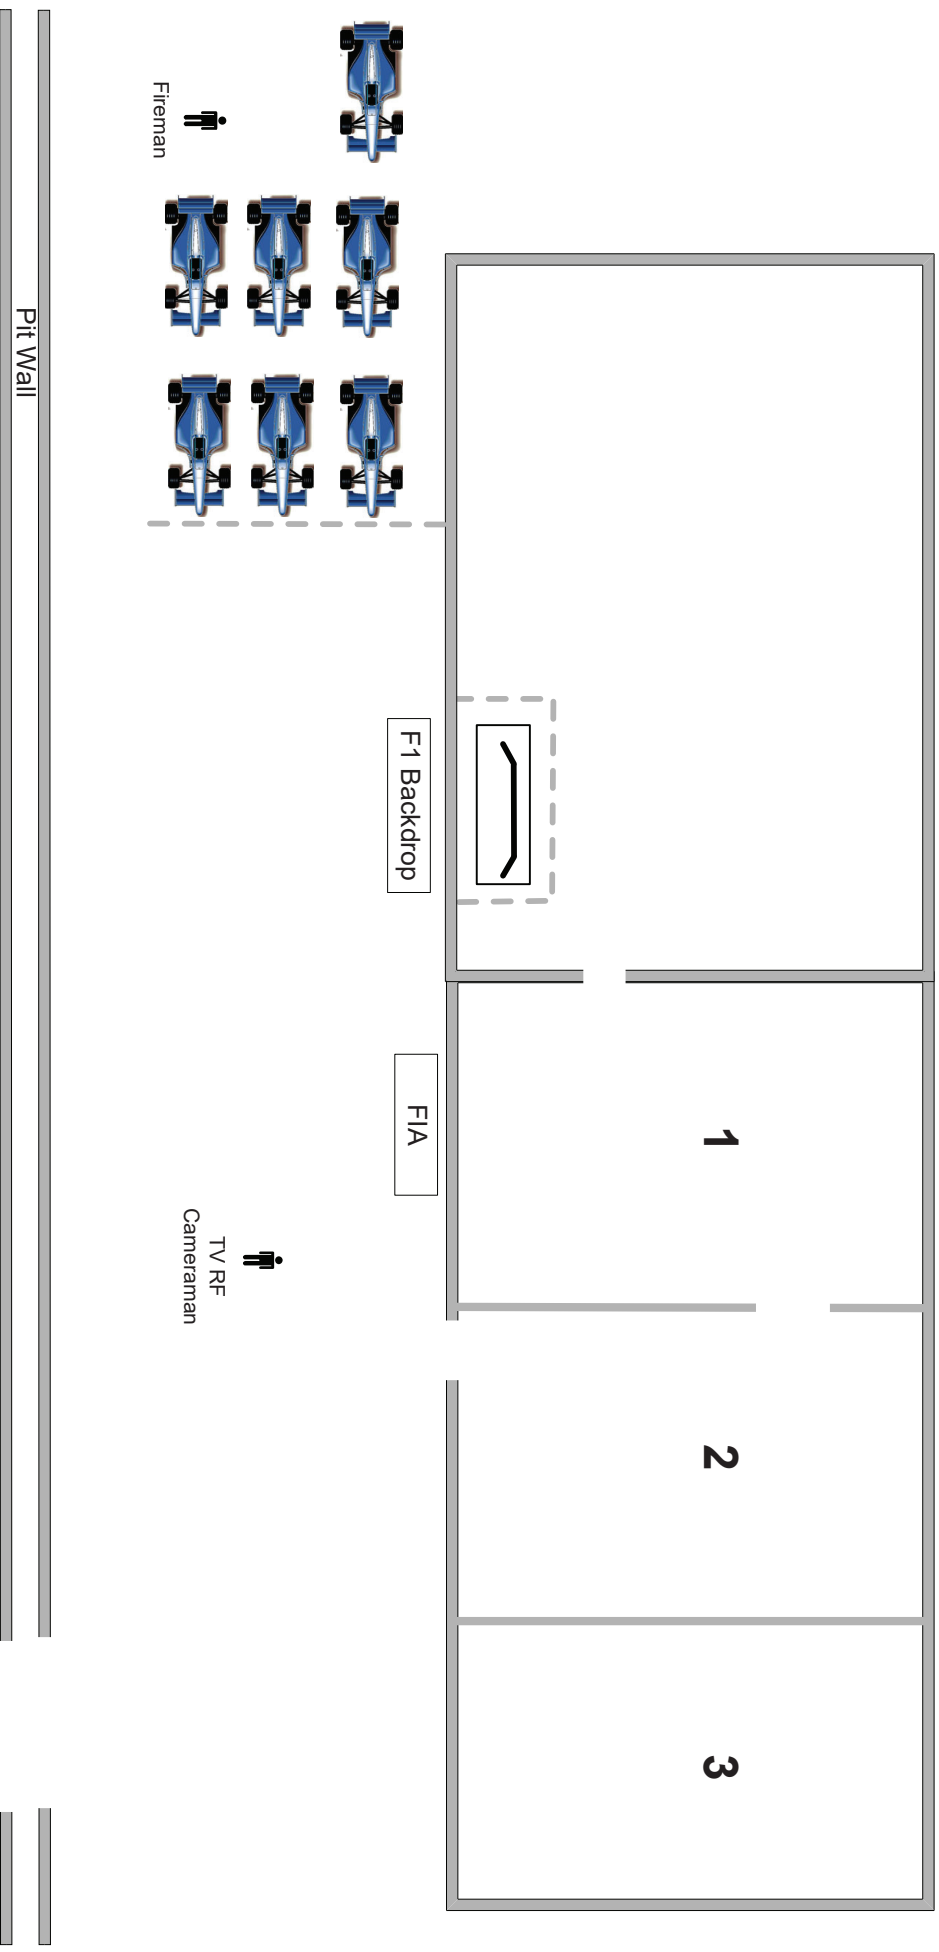 Fireman
Pit Wall
F1 Backdrop
FIA
TV RF
Cameraman
1
2
3